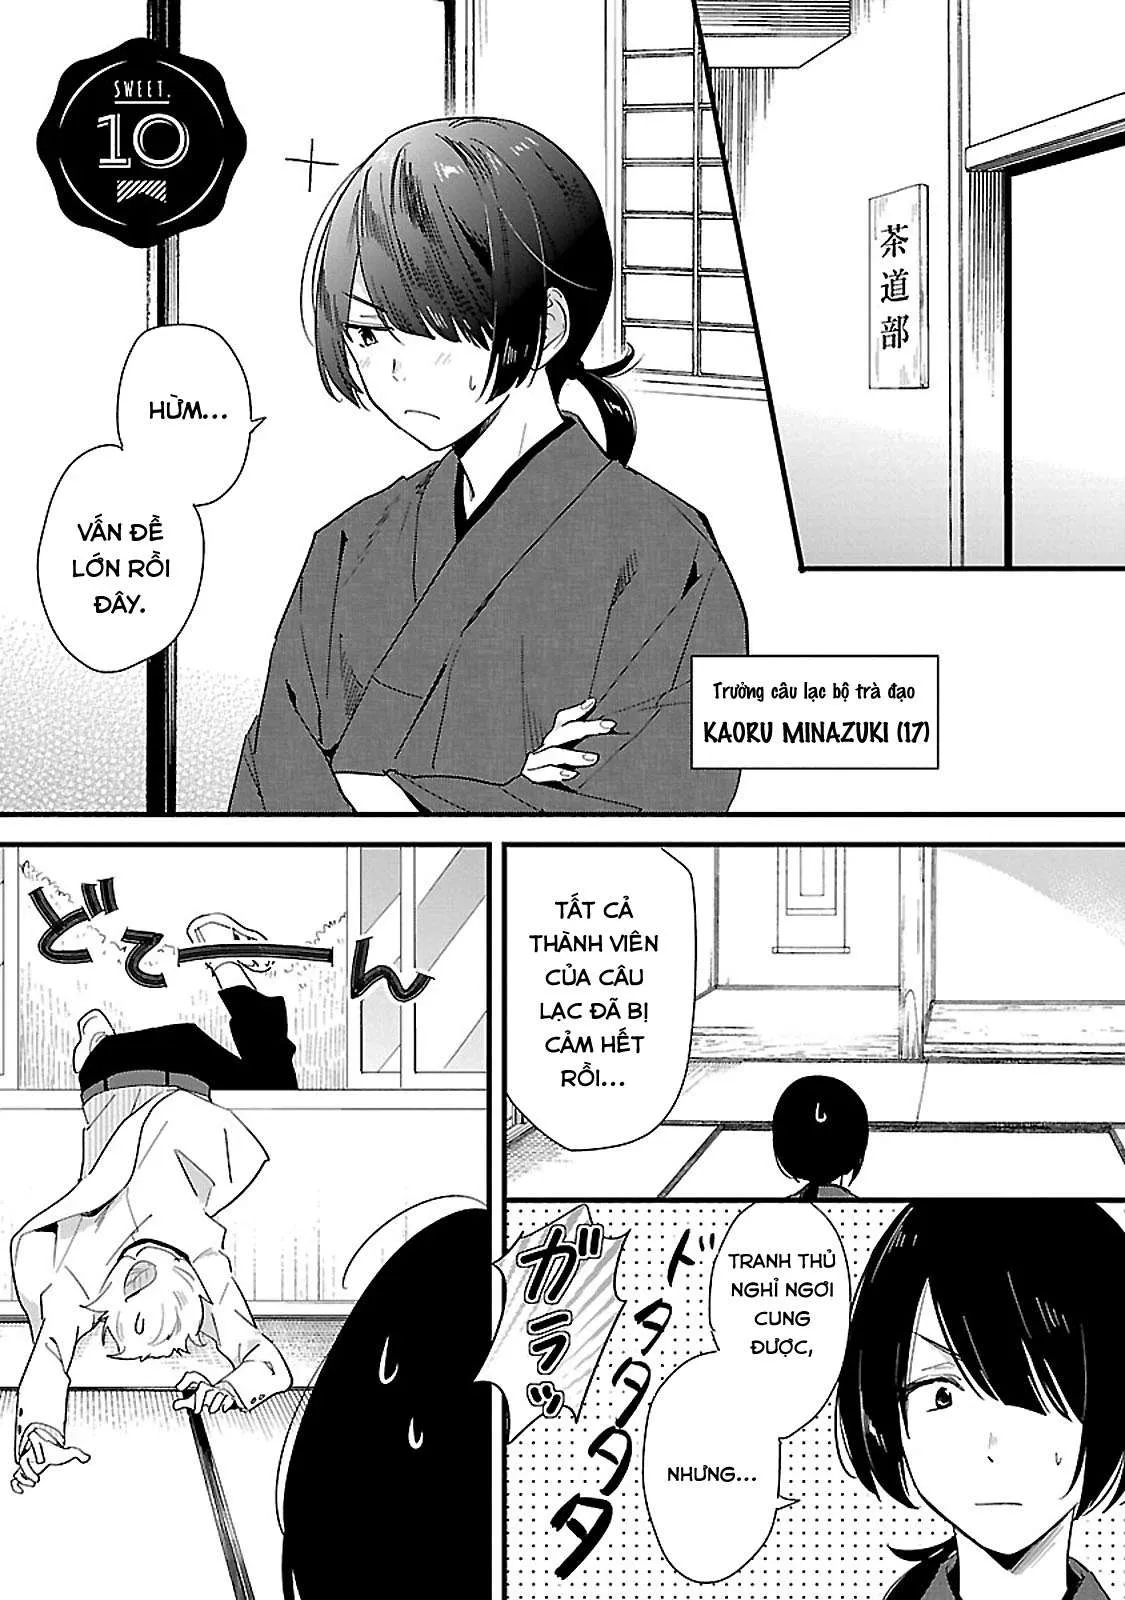 茶道部
SWEET.
10
HỪM...
VẤN ĐỀ
LỚN RỒI
ĐÂY.
Trưởng câu lạc bộ trà đạo
KAORU MINAZUKI (17)
TẤT CẢ
THÀNH VIÊN
CỦA CÂU
LẠC ĐÃ BỊ
CẢM HẾT
RỒI...
TRANH THỦ
NGHỈ NGƠI
CUNG
ĐƯỢC,
NHƯNG...
ドタタタタタ
ガラッ
どてーん